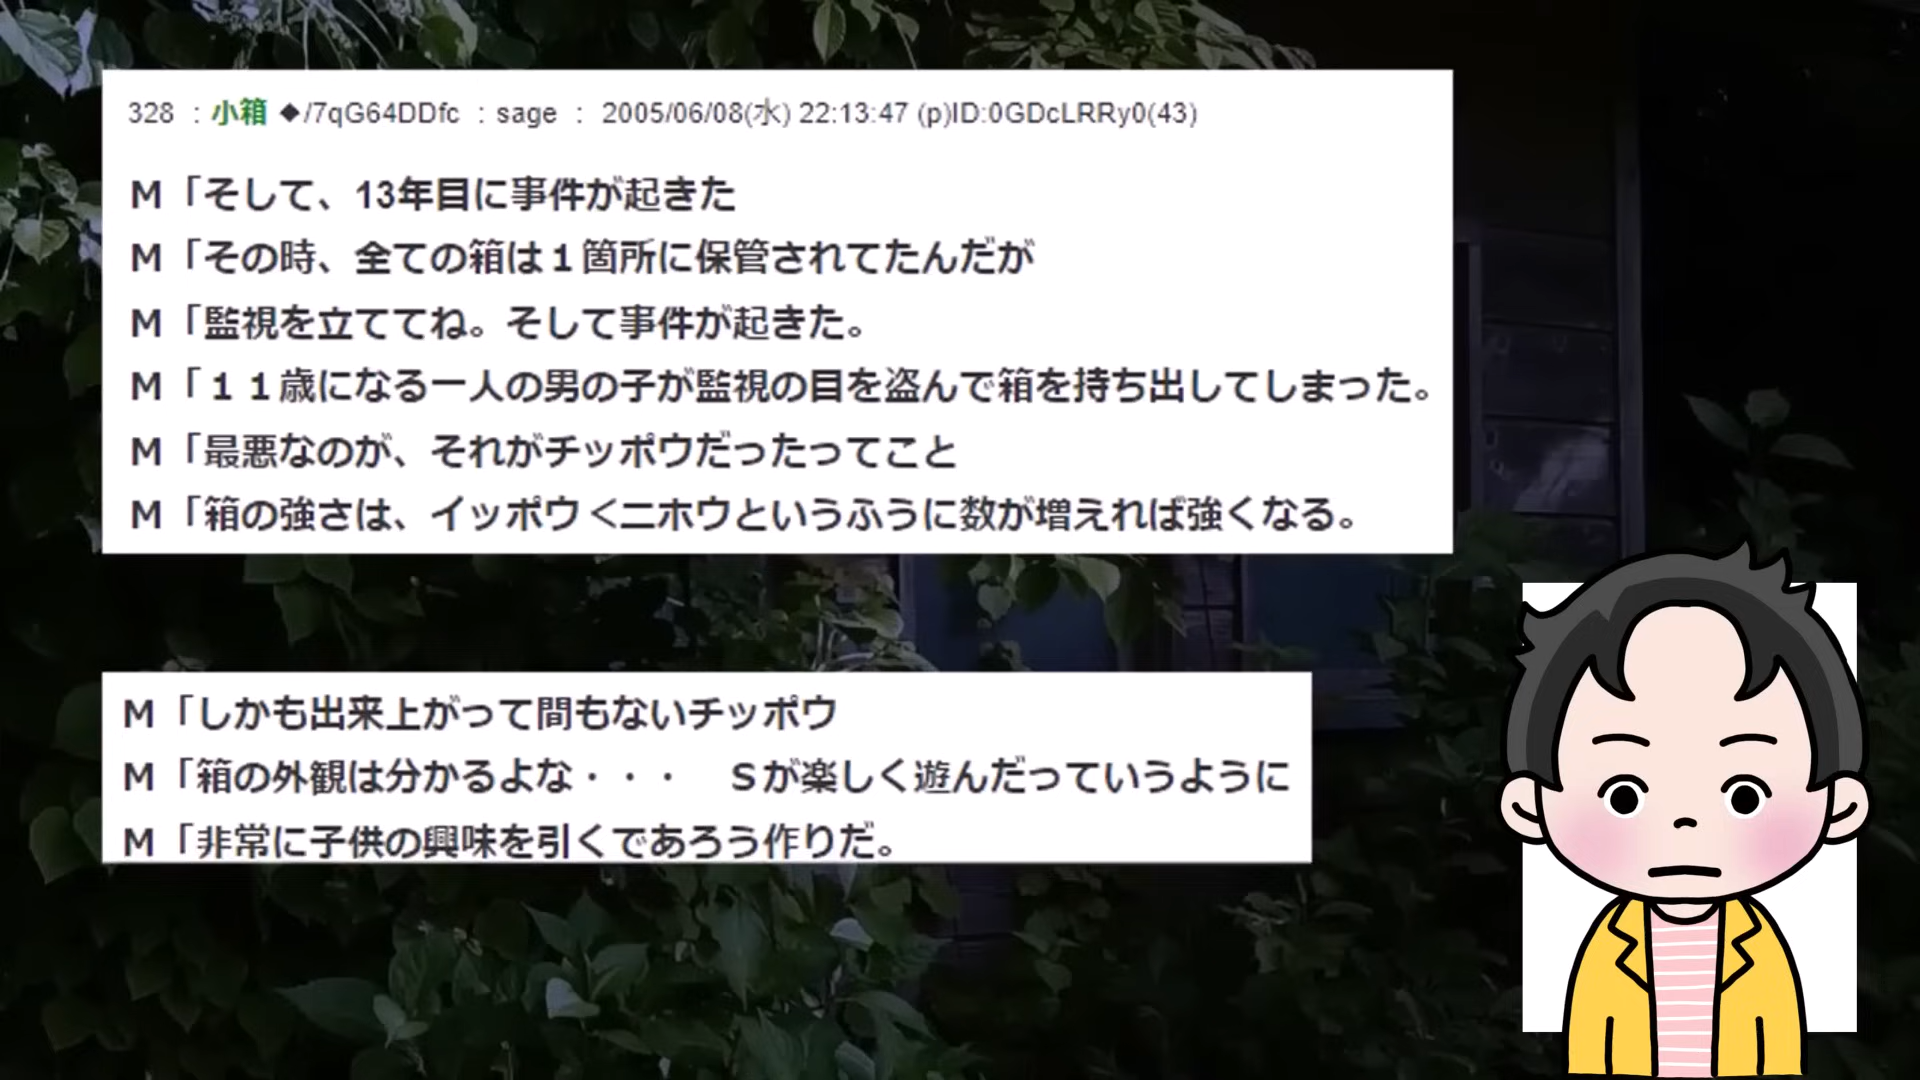 328 ：小箱 ◆/7qG64DDfc ：sage ： 2005/06/08(水) 22:13:47 (p)ID:0GDcLRRy0(43)
M「そして、13年目に事件が起きた
M「その時、全ての箱は１箇所に保管されてたんだが
M「監視を立ててね。そして事件が起きた。
M「１１歳になる一人の男の子が監視の目を盗んで箱を持ち出してしまった。
M「最悪なのが、それがチッポウだったってこと
M「箱の強さは、イッポウ＜ニホウというふうに数が増えれば強くなる。
M「しかも出来上がって間もないチッポウ
M「箱の外観は分かるよな・・・　Ｓが楽しく遊んだっていうように
M「非常に子供の興味を引くであろう作りだ。